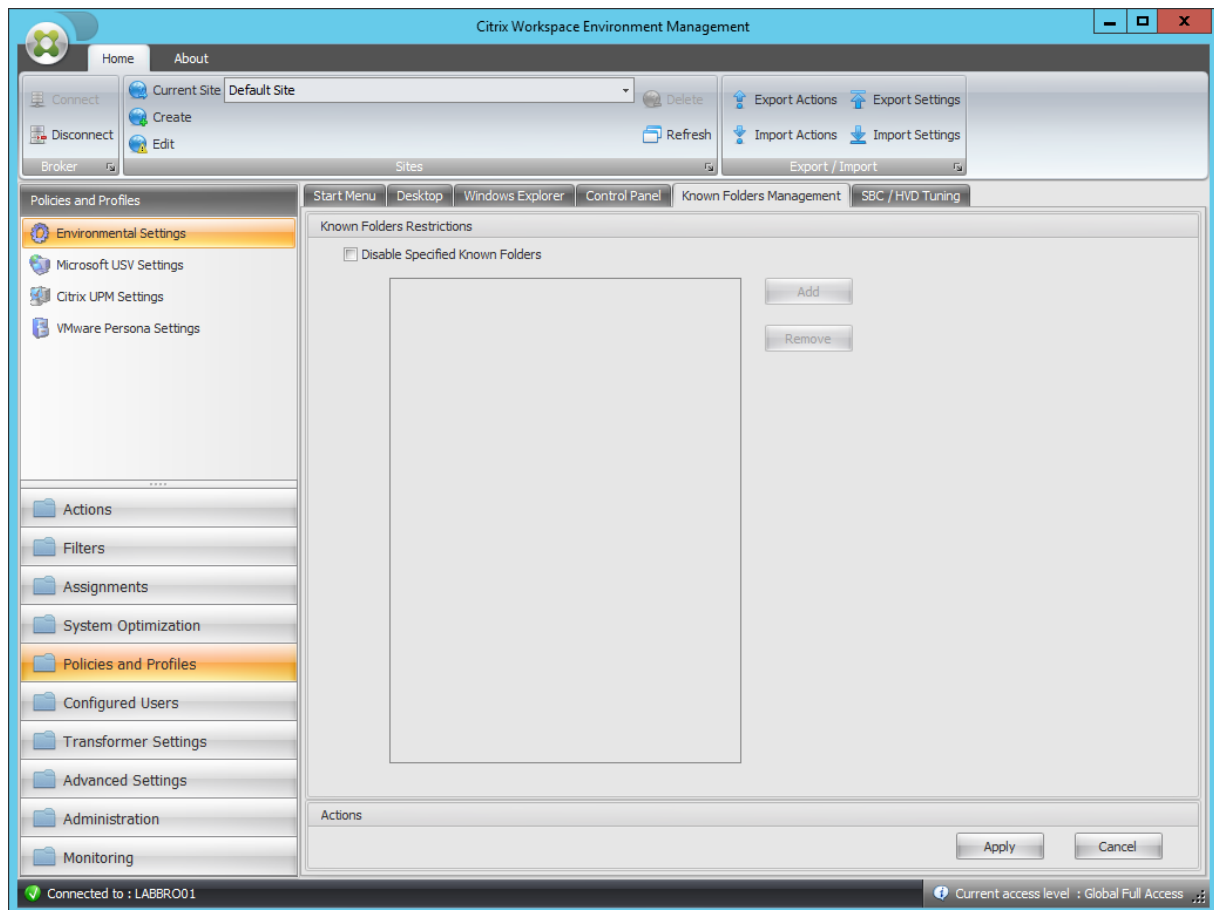 Citrix Workspace Environment Management
Home About
Connect
Disconnect
Broker
Current Site Default Site
Create
Edit
Delete
Refresh
Sites
Export Actions Export Settings
Import Actions Import Settings
Export / Import
Policies and Profiles
Environmental Settings
Microsoft USV Settings
Citrix UPM Settings
VMware Persona Settings
Actions
Filters
Assignments
System Optimization
Policies and Profiles
Configured Users
Transformer Settings
Advanced Settings
Administration
Monitoring
Start Menu Desktop Windows Explorer Control Panel Known Folders Management SBC / HVD Tuning
Known Folders Restrictions
Disable Specified Known Folders
Add
Remove
Actions
Apply Cancel
Connected to : LABBRO01
Current access level : Global Full Access